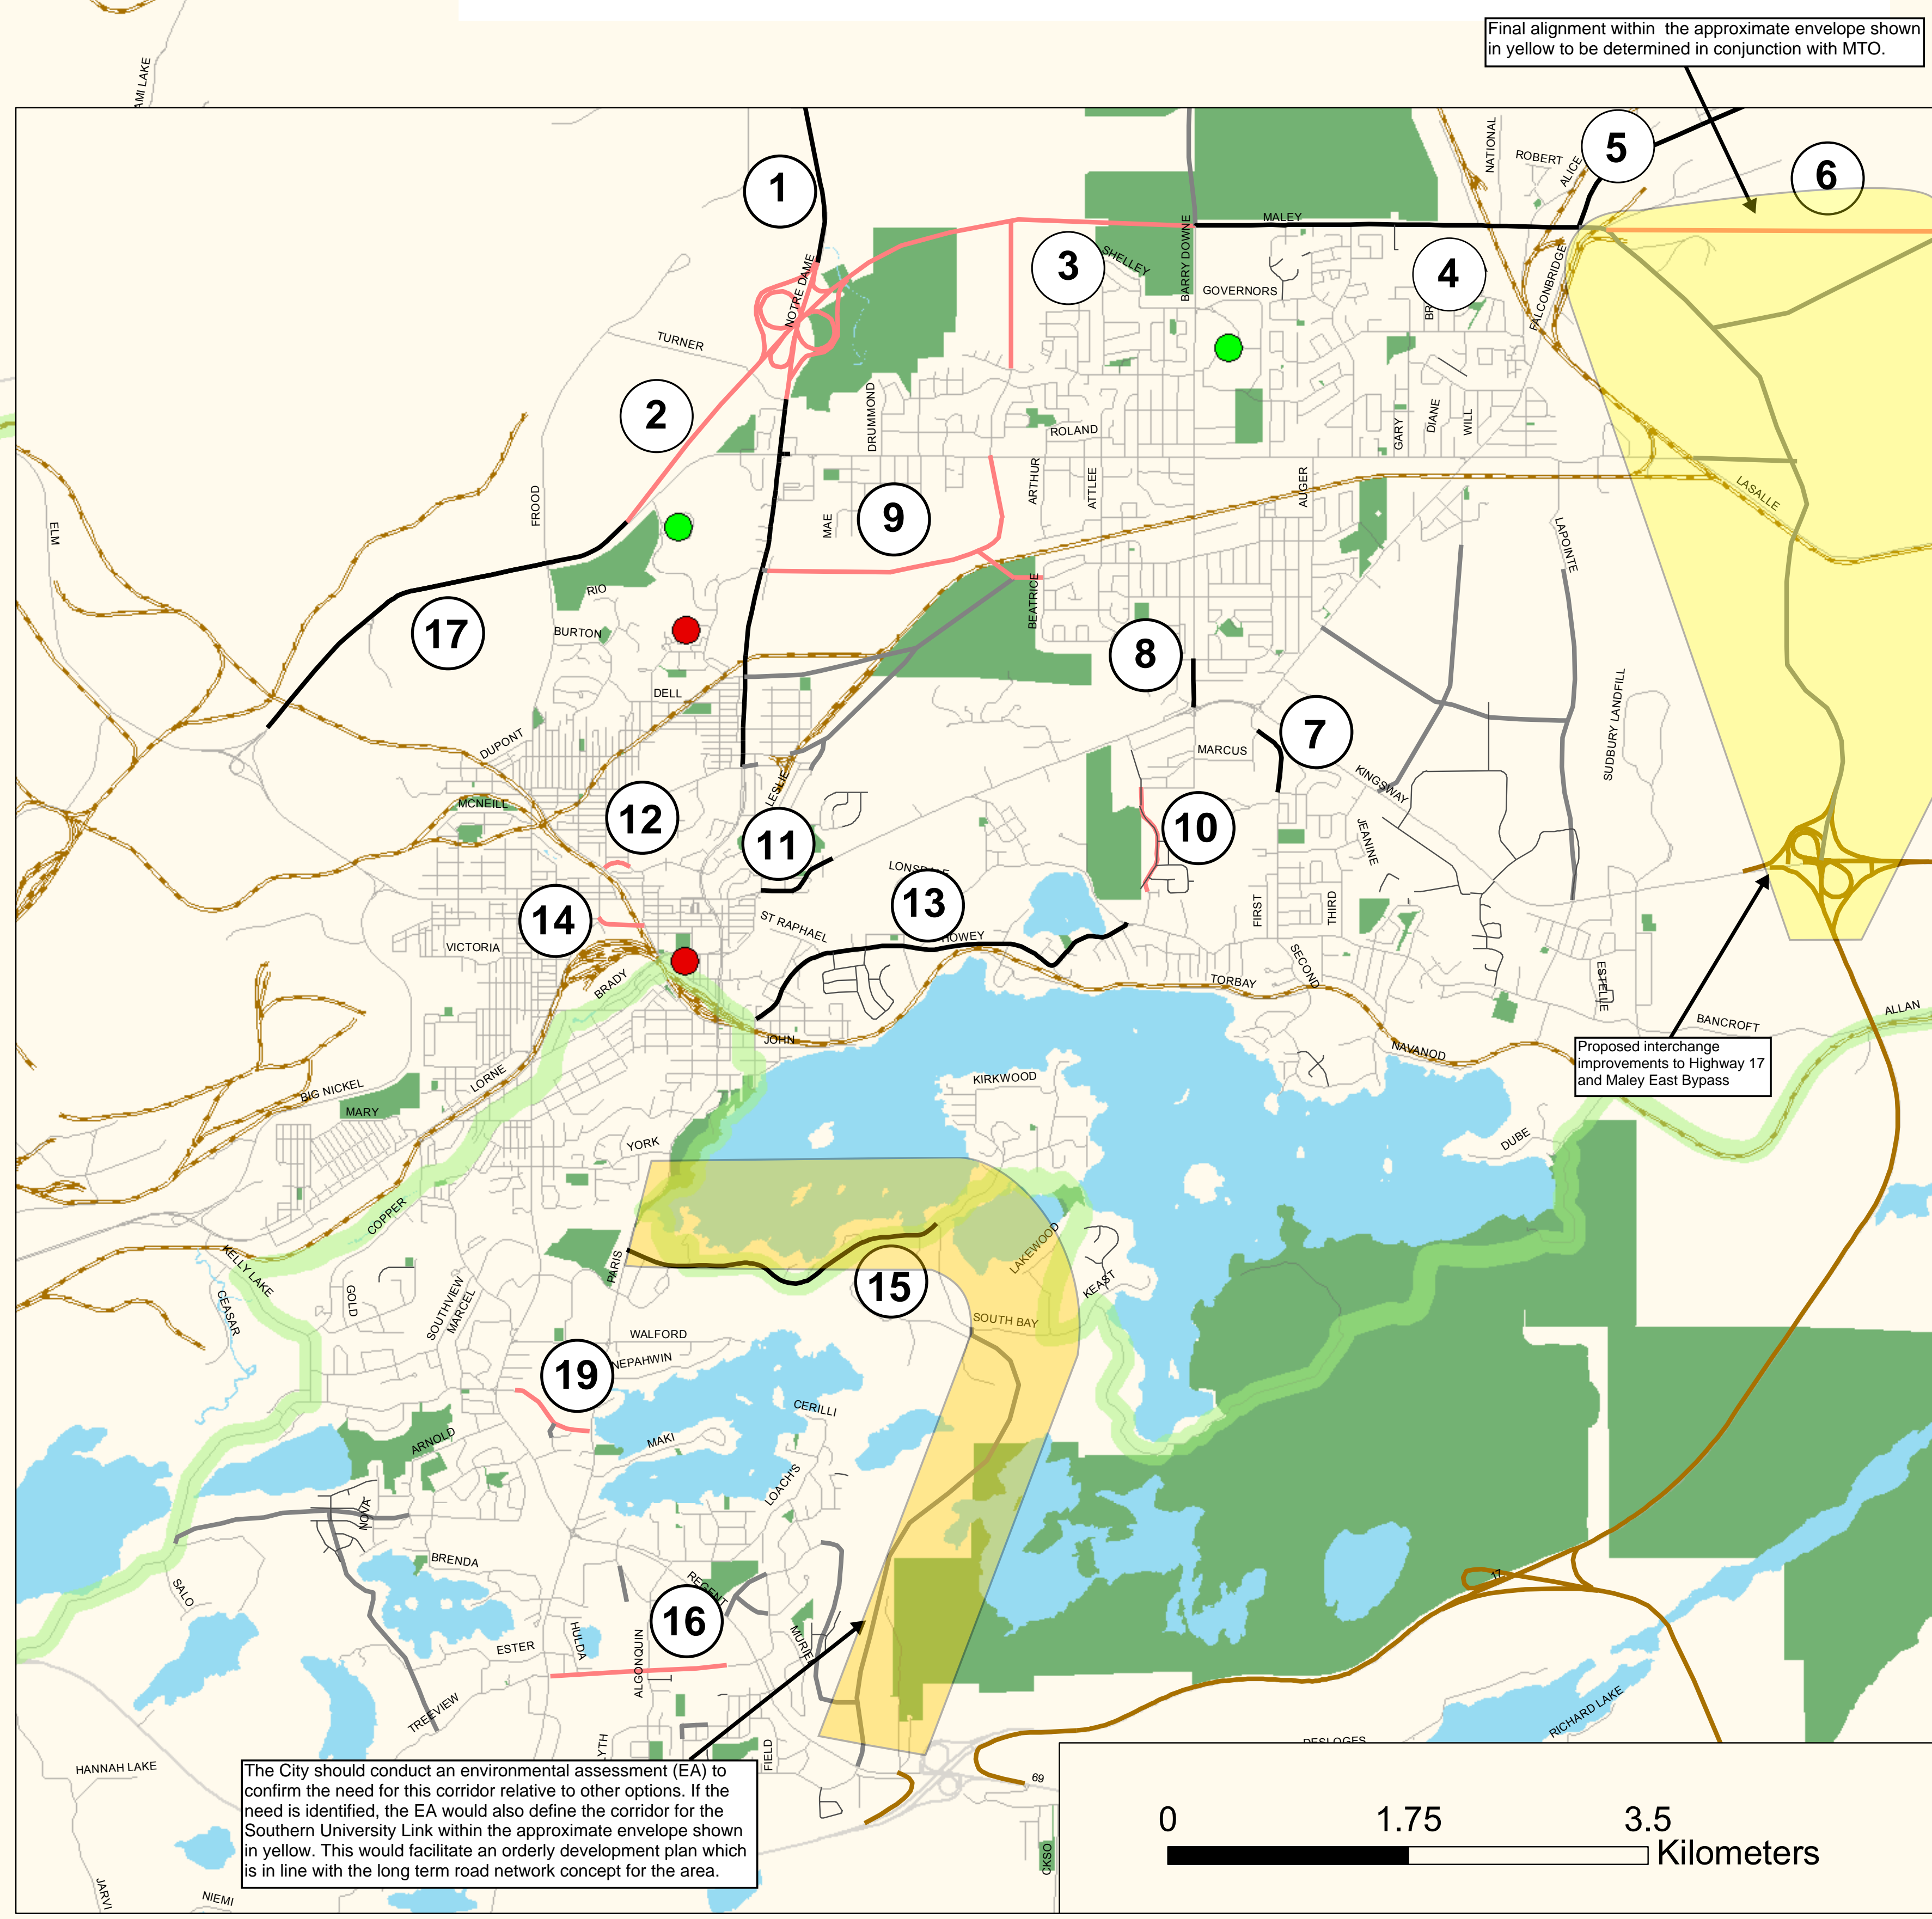 Final alignment within  the approximate envelope shown
in yellow to be determined in conjunction with MTO.
AMI LAKE
NATIONAL
ROBERT
ALICE
5
6
1
MALEY
BARRY DOWNE
SHELLEY
3
4
GOVERNORS
BR
FALCONBRIDGE
NOTRE DAME
TURNER
2
DRUMMOND
ROLAND
GARY
DIANE
WILL
ELM
FROOD
MAE
9
ARTHUR
ATTLEE
AUGER
LASALLE
LAPOINTE
RIO
BURTON
17
BEATRICE
8
DELL
SUDBURY LANDFILL
DUPONT
MARCUS
7
KINGSWAY
LESLIE
MCNEILL
12
11
10
JEANINE
LONSDALE
13
14
ST RAPHAEL
HOWEY
FIRST
THIRD
VICTORIA
BRADY
SECOND
TORBAY
ESTELLE
ALLAN
BANCROFT
JOHN
NAVANOD
Proposed interchange
improvements to Highway 17
and Maley East Bypass
LORNE
BIG NICKEL
MARY
KIRKWOOD
YORK
DUBE
COPPER
KELLY LAKE
PARIS
LAKEWOOD
KEAST
15
CEASAR
GOLD
SOUTHVIEW
MARCEL
SOUTH BAY
WALFORD
NEPAHWIN
19
CERILLI
ARNOLD
MAKI
LOACH'S
NOVA
BRENDA
SALO
REGENT
17
16
HULDA
ESTER
ALGONQUIN
MURIEL
TREEVIEW
RICHARD LAKE
DESLOGES
HANNAH LAKE
LYTH
FIELD
69
The City should conduct an environmental assessment (EA) to
confirm the need for this corridor relative to other options. If the
need is identified, the EA would also define the corridor for the
Southern University Link within the approximate envelope shown
in yellow. This would facilitate an orderly development plan which
is in line with the long term road network concept for the area.
0 1.75 3.5
Kilometers
CKSO
JARVI
NIEMI